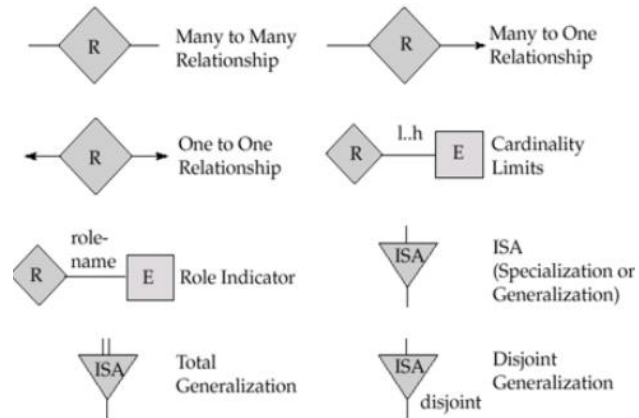 R
Many to Many
Relationship
R
Many to One
Relationship
R
One to One
Relationship
R
l..h
E
Cardinality
Limits
R
role-
name
E
Role Indicator
ISA
ISA
(Specialization or
Generalization)
ISA
Total
Generalization
ISA
disjoint
Disjoint
Generalization